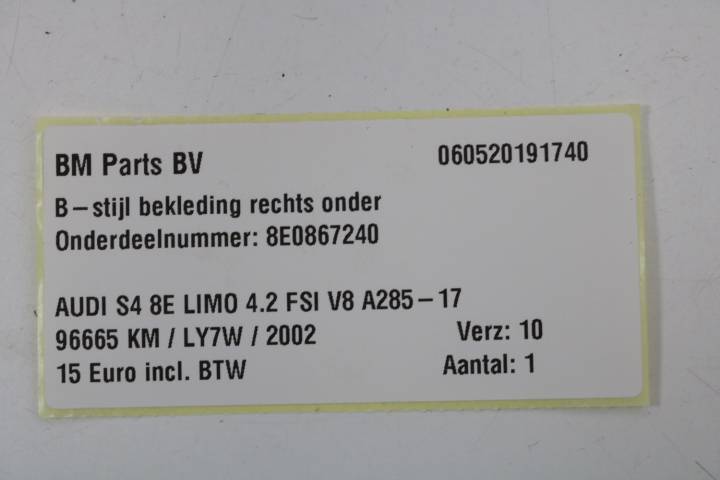 BM Parts BV 060520191740
B-stijl bekleding rechts onder
Onderdeelnummer: 8E0867240
AUDI S4 8E LIMO 4.2 FSI V8 A285-17
96665 KM / LY7W / 2002 Verz: 10
15 Euro incl. BTW Aantal: 1